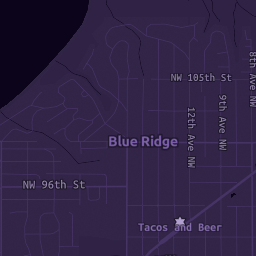 8th Ave NW
NW 105th St
9th Ave NW
12th Ave NW
Blue Ridge
NW 96th St
Tacos and Beer